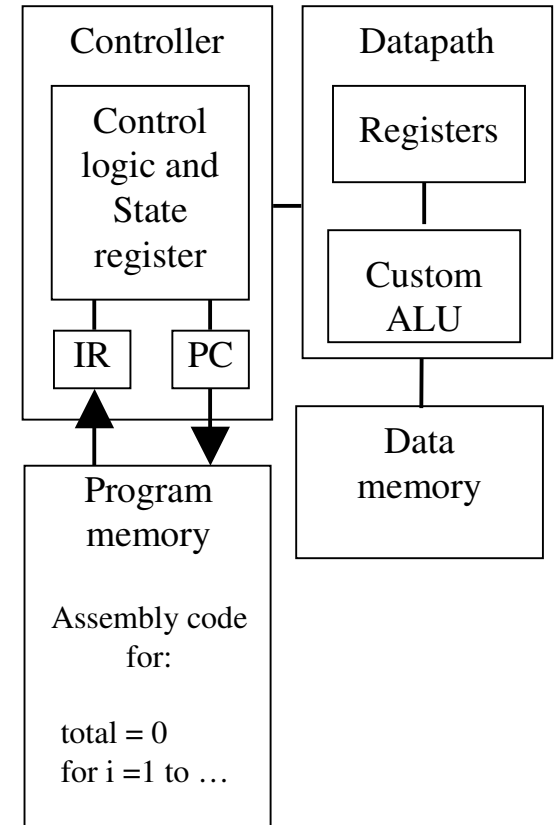 Controller
Control
logic and
State
register
IR
PC
Datapath
Registers
Custom
ALU
Data
memory
Program
memory
Assembly code
for:
total = 0
for i =1 to …